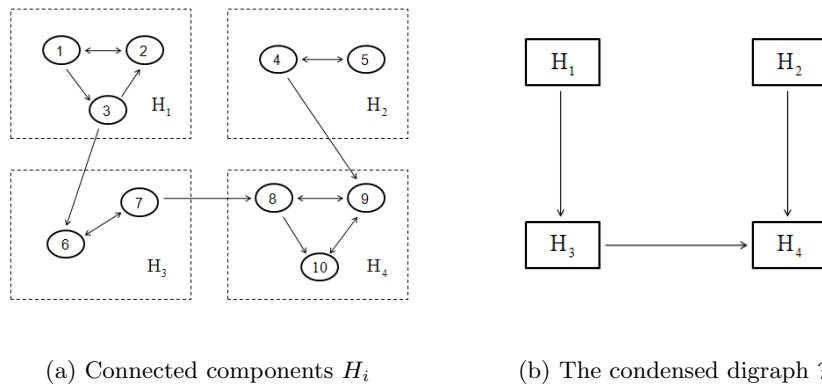 1
2
3
H₁
4
5
H₂
6
7
H₃
8
9
10
H₄
H₁
H₂
H₃
H₄
(a) Connected components Hᵢ
(b) The condensed digraph